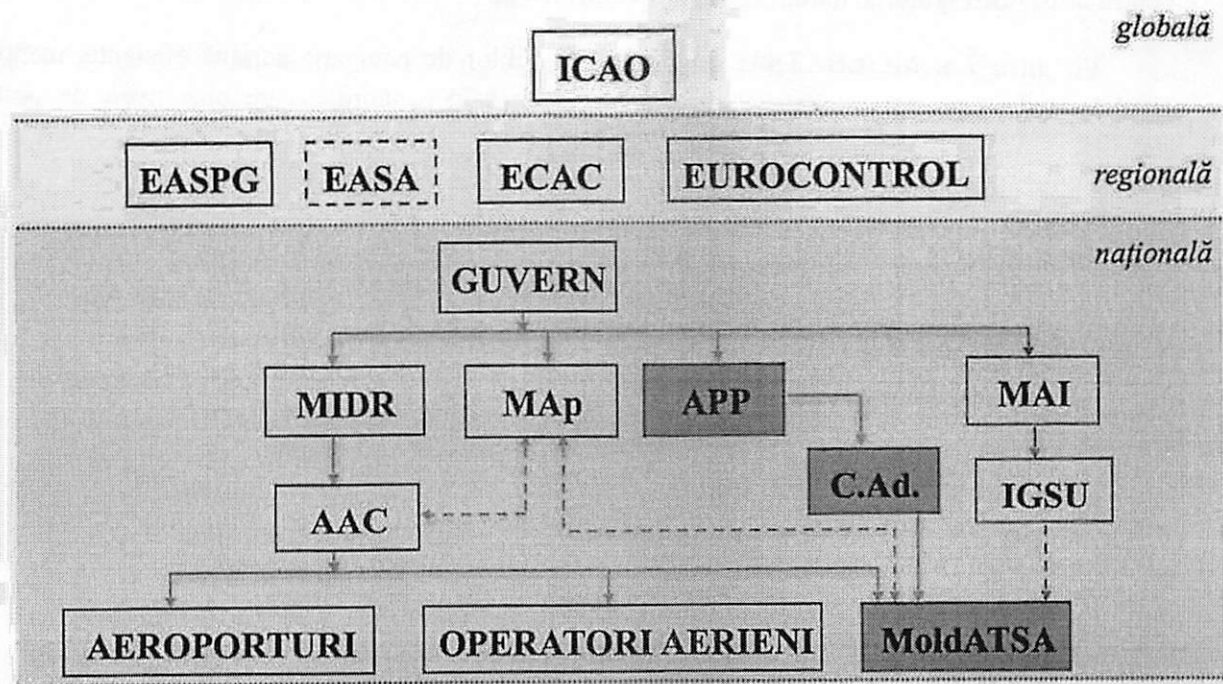 globală
ICAO
EASPG EASA ECAC EUROCONTROL regională
națională
GUVERN
MIDR MAp APP MAI
C.Ad. IGSU
AAC
AEROPORTURI OPERATORI AERIENI MoldATSA